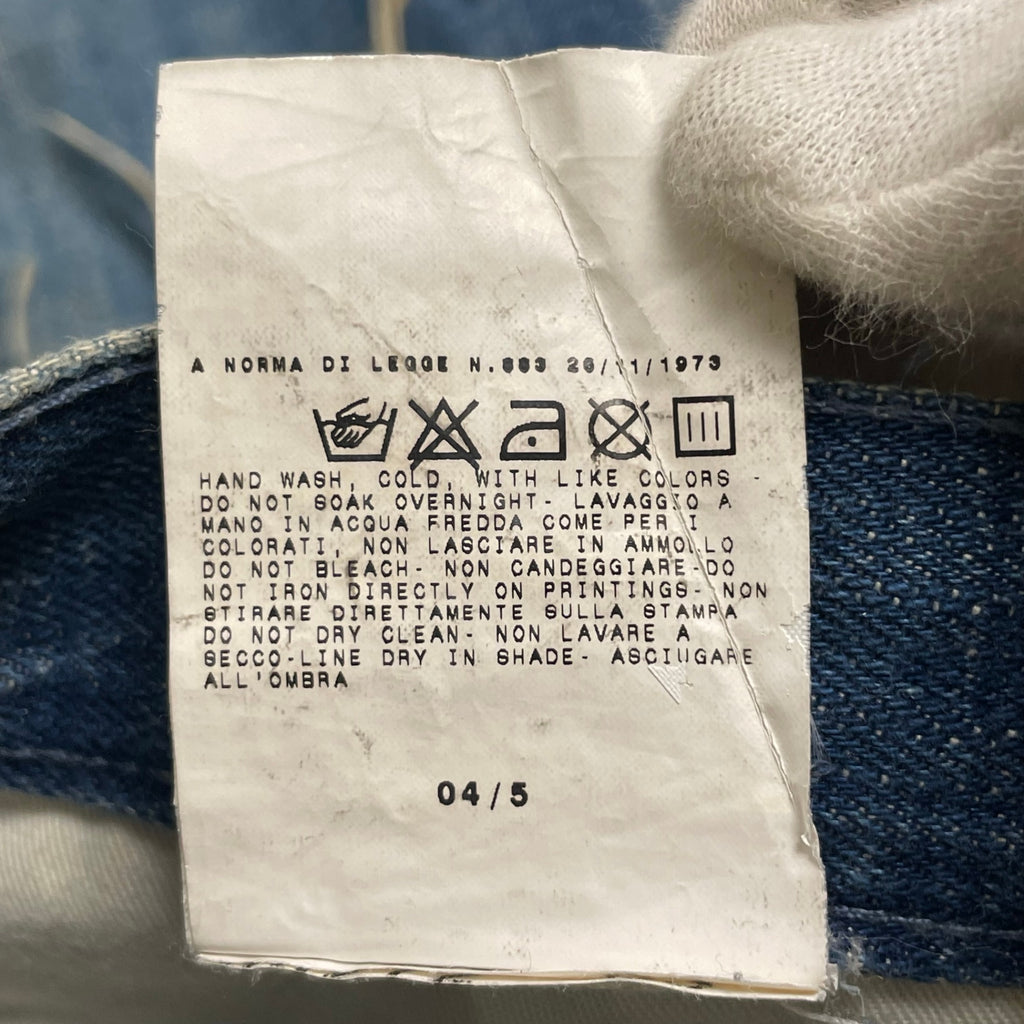 A NORMA DI LEGGE N.883 26/11/1973
HAND WASH, COLD, WITH LIKE COLORS -
DO NOT SOAK OVERNIGHT- LAVAGGIO A
MANO IN ACQUA FREDDA COME PER I
COLORATI, NON LASCIARE IN AMMOLLO
DO NOT BLEACH- NON CANDEGGIARE-DO
NOT IRON DIRECTLY ON PRINTINGS- NON
STIRARE DIRETTAMENTE SULLA STAMPA
DO NOT DRY CLEAN- NON LAVARE A
SECCO-LINE DRY IN SHADE- ASCIUGARE
ALL'OMBRA
04/5